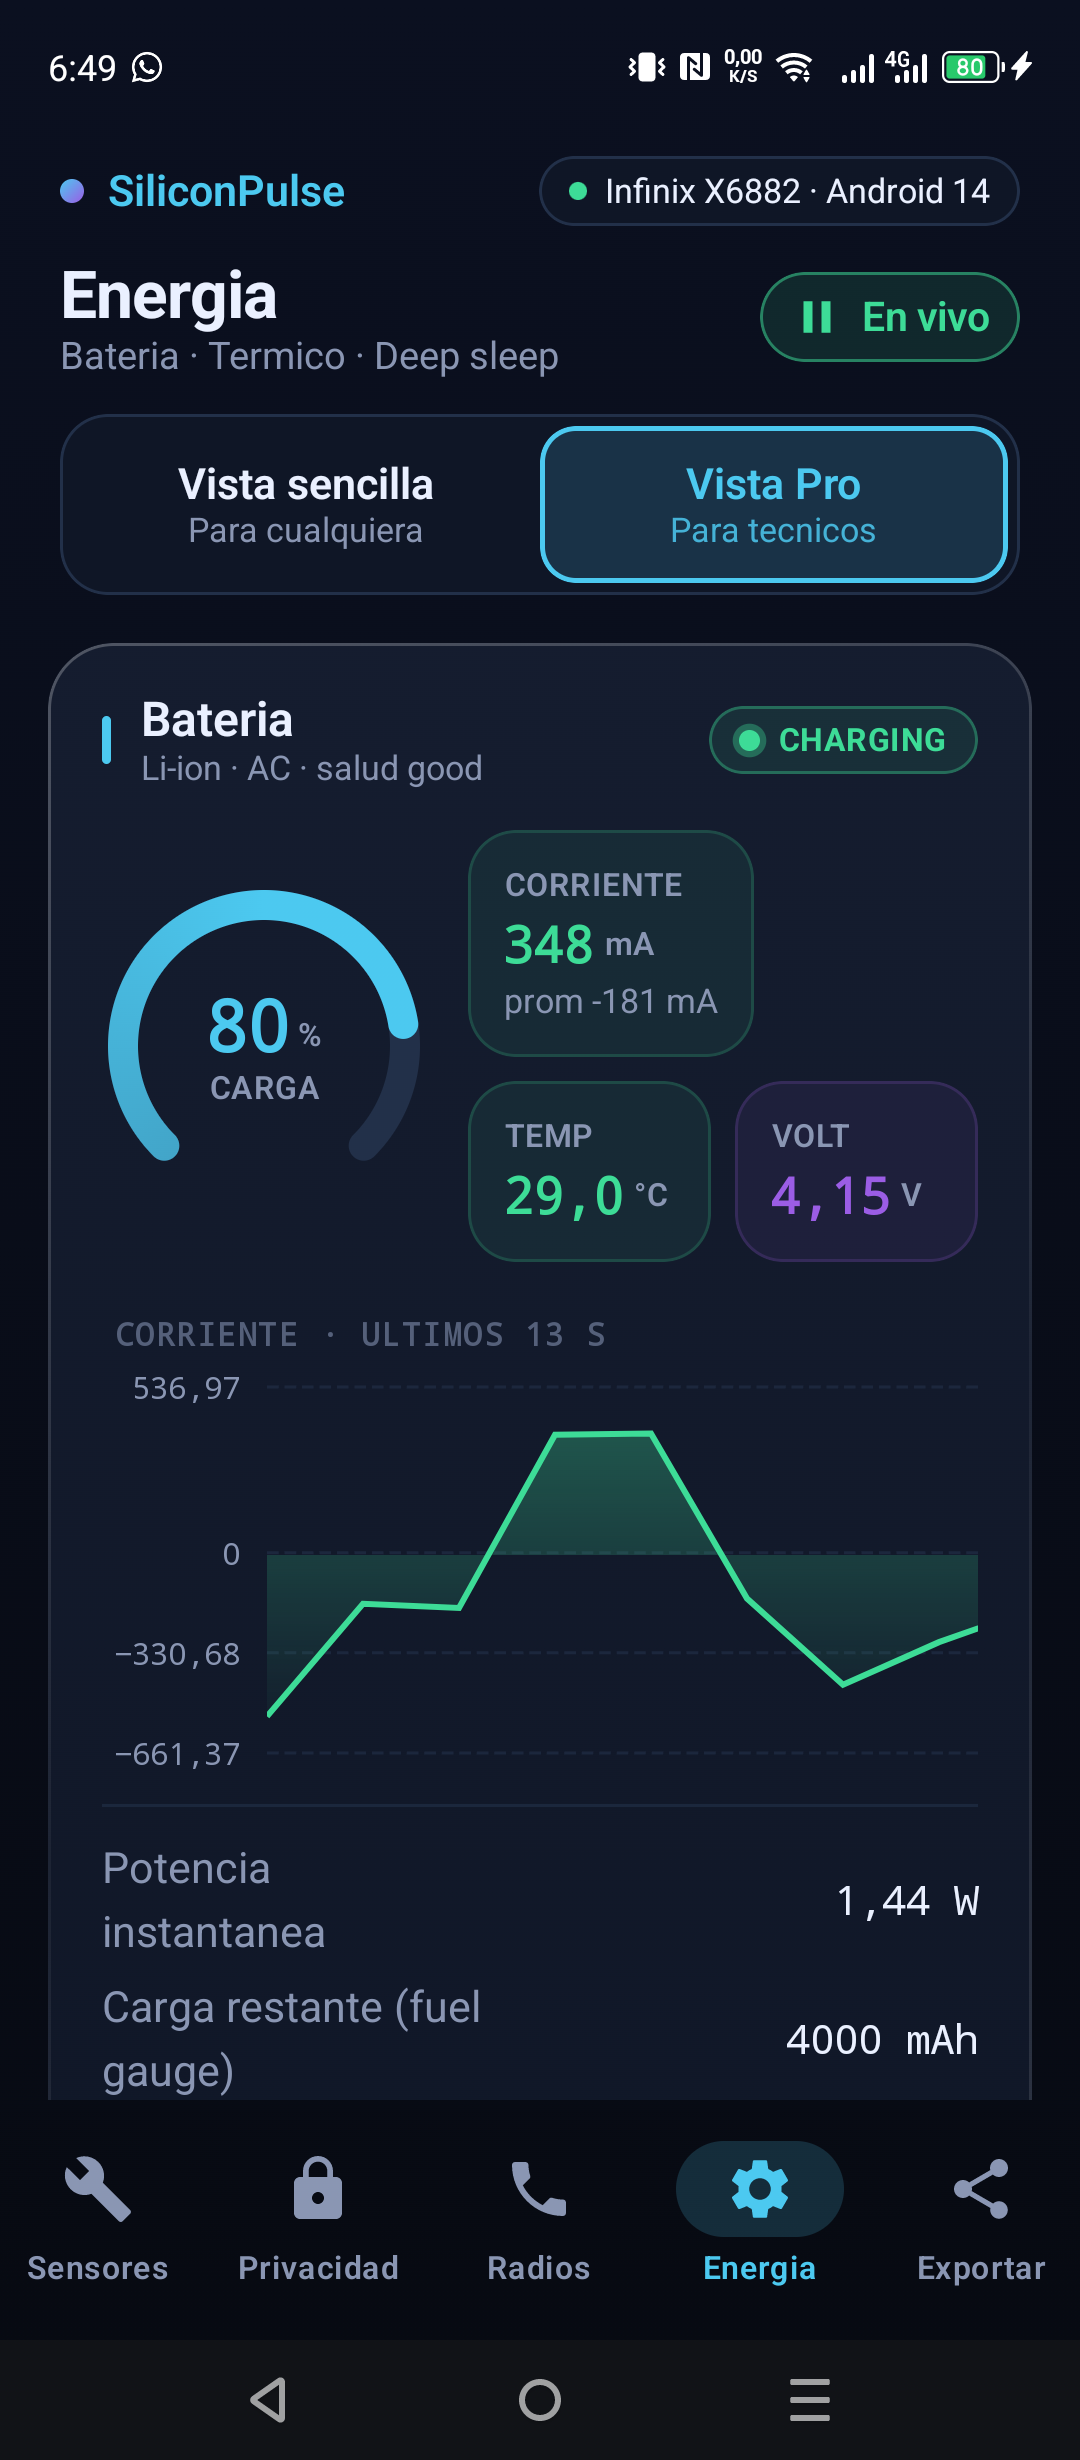 6:49
0,00
K/S
4G
80
SiliconPulse
Infinix X6882 · Android 14
Energia
Bateria · Termico · Deep sleep
En vivo
Vista sencilla
Para cualquiera
Vista Pro
Para tecnicos
Bateria
Li-ion · AC · salud good
CHARGING
80 %
CARGA
CORRIENTE
348 mA
prom -181 mA
TEMP
29,0 °C
VOLT
4,15 V
CORRIENTE · ULTIMOS 13 S
536,97
0
−330,68
−661,37
Potencia
instantanea
1,44 W
Carga restante (fuel
gauge)
4000 mAh
Sensores
Privacidad
Radios
Energia
Exportar